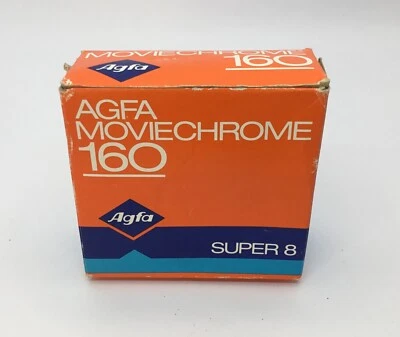 MOVIECHROME
Agfa
160
AGFA
MOVIECHROME
160
Agfa
SUPER 8